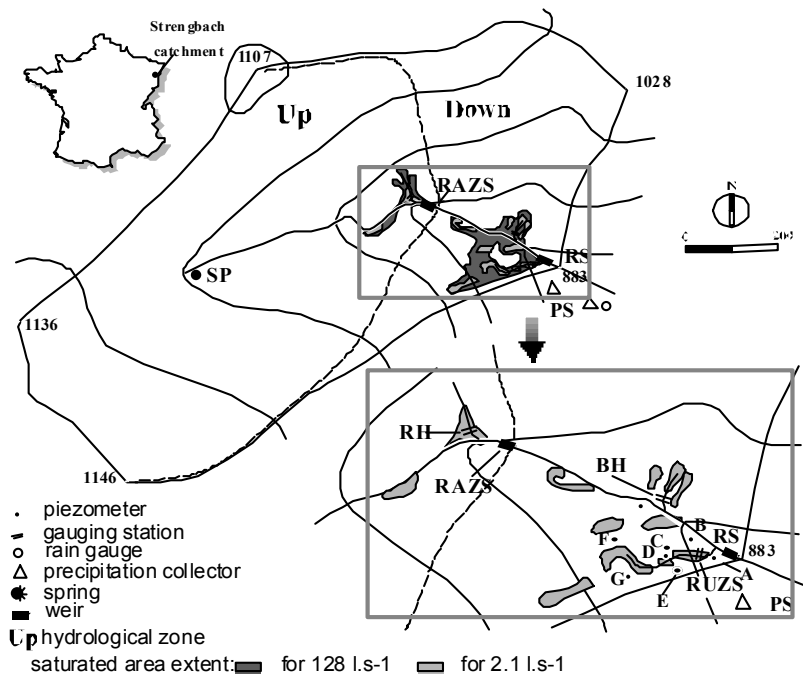 Strengbach
catchment
1107
1028
Up
Down
RAZS
N
RS
SP
883
PS
1136
RH
BH
RAZS
B
RS
F
C
883
D
G
A
E
RUZS
PS
1146
piezometer
gauging station
rain gauge
precipitation collector
spring
weir
Up hydrological zone
saturated area extent: for 128 l.s-1 for 2.1 l.s-1